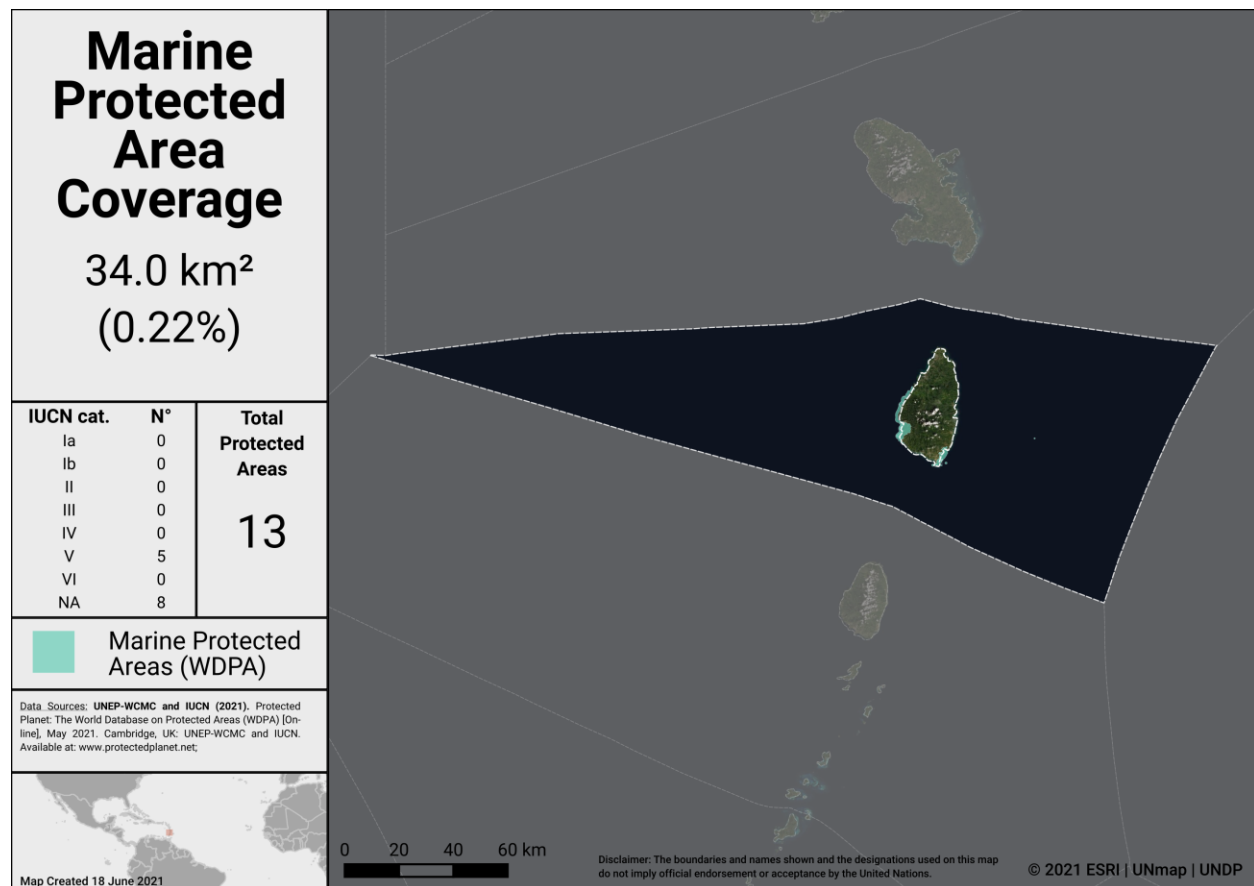 Marine
Protected
Area
Coverage
34.0 km²
(0.22%)
IUCN cat. N°
Ia 0
Ib 0
II 0
III 0
IV 0
V 5
VI 0
NA 8
Total
Protected
Areas
13
Marine Protected
Areas (WDPA)
Data Sources: UNEP-WCMC and IUCN (2021). Protected
Planet: The World Database on Protected Areas (WDPA) [On-
line], May 2021. Cambridge, UK: UNEP-WCMC and IUCN.
Available at: www.protectedplanet.net;
Map Created 18 June 2021
0 20 40 60 km
Disclaimer: The boundaries and names shown and the designations used on this map
do not imply official endorsement or acceptance by the United Nations.
© 2021 ESRI | UNmap | UNDP